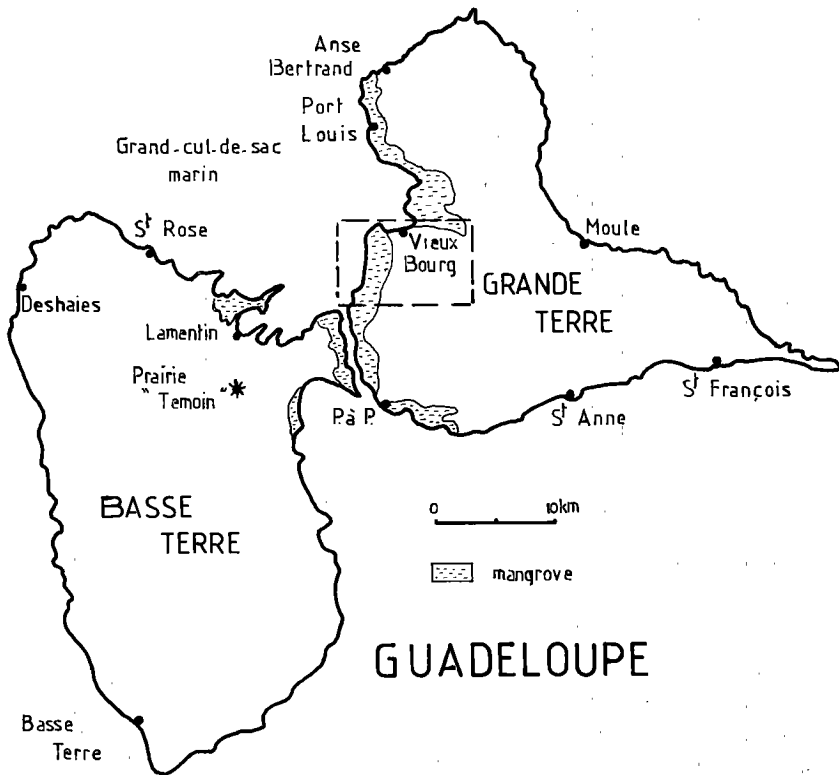 Anse
Bertrand
Port
Louis
Grand-cul-de-sac
marin
St Rose
Moule
Vieux
Bourg
GRANDE
TERRE
Deshaies
Lamentin
Prairie
"Temoin"
P. à P.
St Anne
St François
BASSE
TERRE
0 10km
mangrove
GUADELOUPE
Basse
Terre